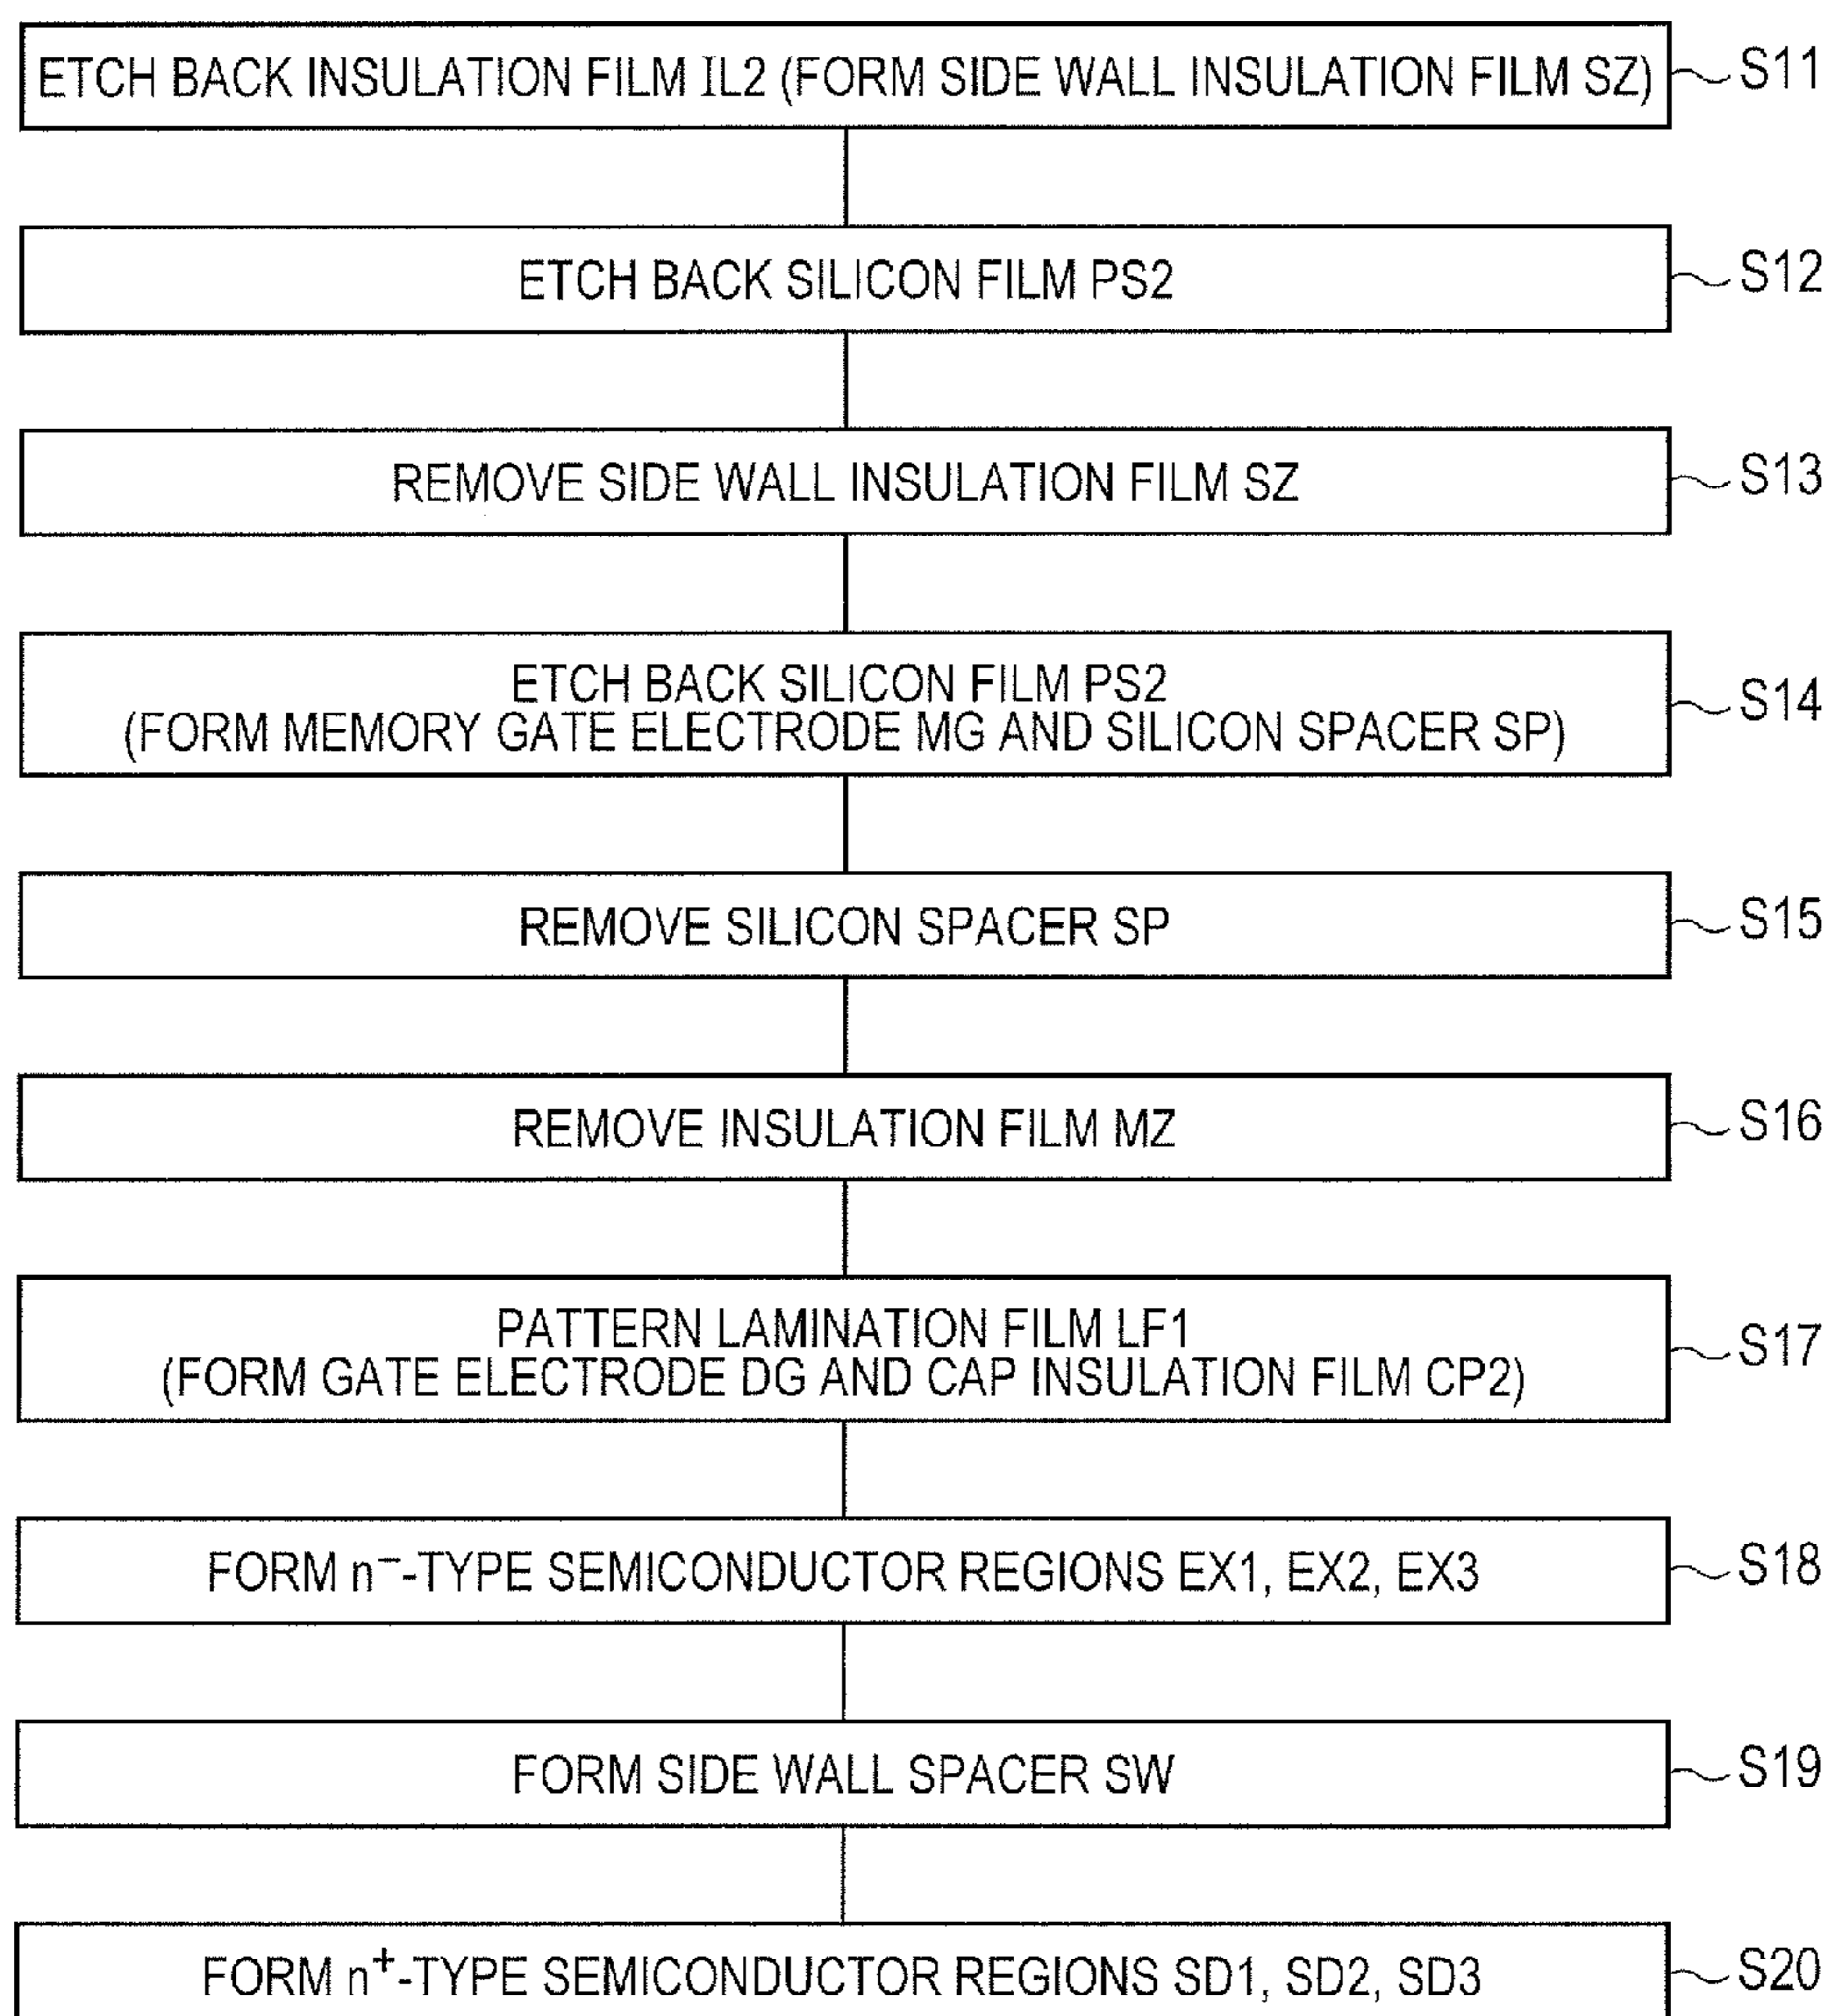 ETCH BACK INSULATION FILM IL2 (FORM SIDE WALL INSULATION FILM SZ) S11
ETCH BACK SILICON FILM PS2 S12
REMOVE SIDE WALL INSULATION FILM SZ S13
ETCH BACK SILICON FILM PS2
(FORM MEMORY GATE ELECTRODE MG AND SILICON SPACER SP) S14
REMOVE SILICON SPACER SP S15
REMOVE INSULATION FILM MZ S16
PATTERN LAMINATION FILM LF1
(FORM GATE ELECTRODE DG AND CAP INSULATION FILM CP2) S17
FORM n⁻-TYPE SEMICONDUCTOR REGIONS EX1, EX2, EX3 S18
FORM SIDE WALL SPACER SW S19
FORM n⁺-TYPE SEMICONDUCTOR REGIONS SD1, SD2, SD3 S20